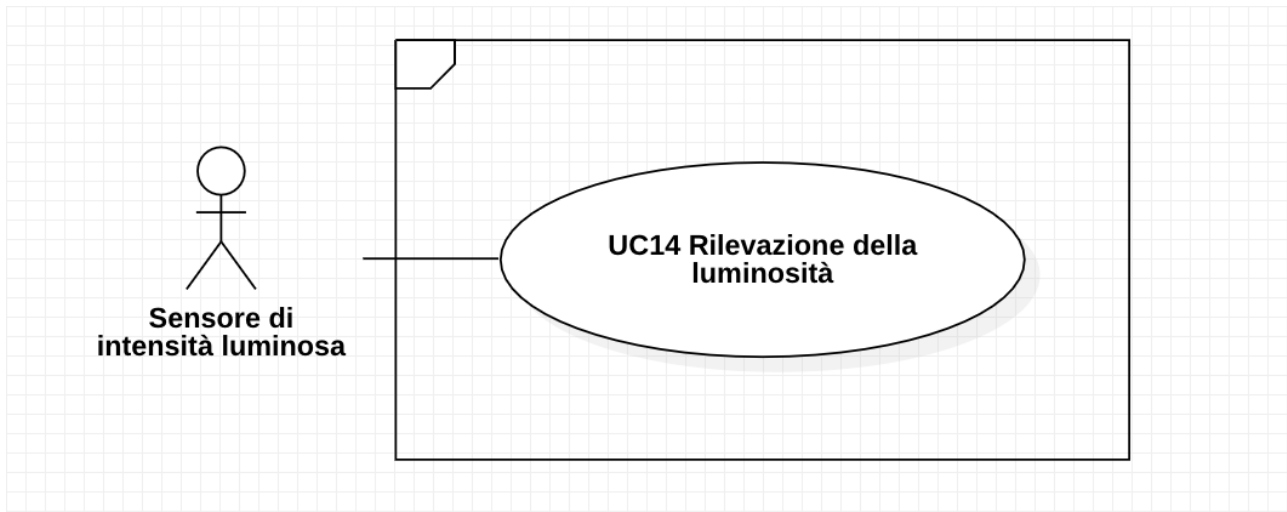 UC14 Rilevazione della
luminosità
Sensore di
intensità luminosa